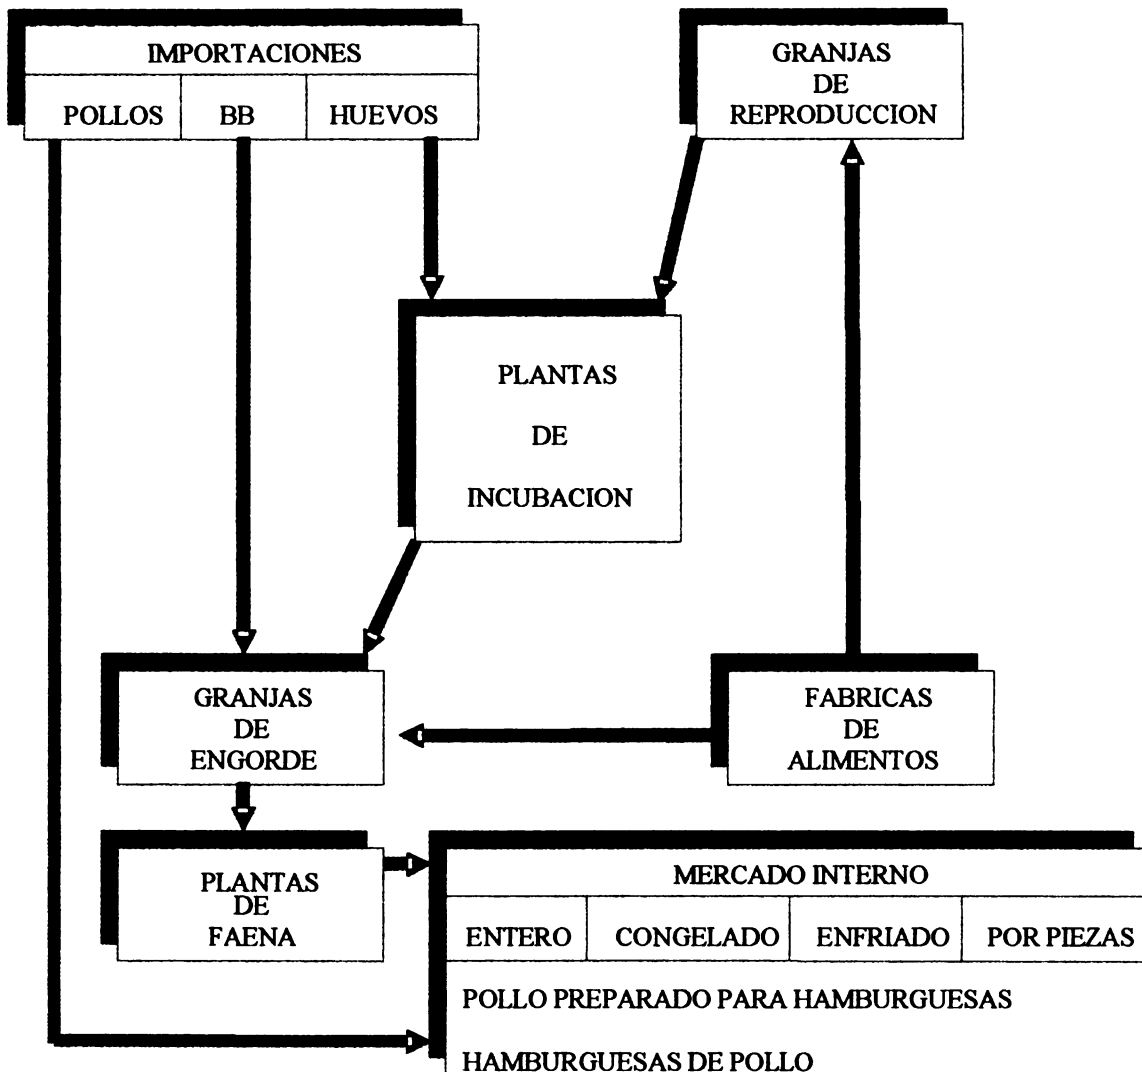 IMPORTACIONES
POLLOS BB HUEVOS
GRANJAS
DE
REPRODUCCION
PLANTAS
DE
INCUBACION
GRANJAS
DE
ENGORDE
FABRICAS
DE
ALIMENTOS
PLANTAS
DE
FAENA
MERCADO INTERNO
ENTERO CONGELADO ENFRIADO POR PIEZAS
POLLO PREPARADO PARA HAMBURGUESAS
HAMBURGUESAS DE POLLO